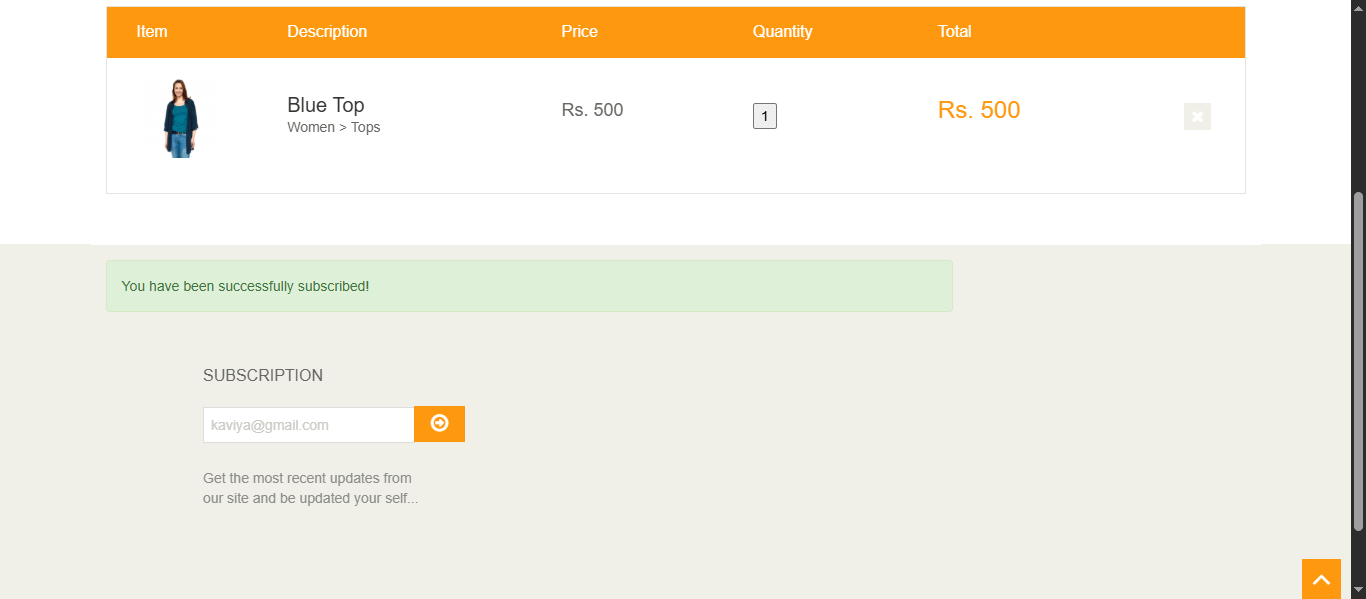 Item Description Price Quantity Total
Blue Top Rs. 500 1 Rs. 500
Women > Tops
You have been successfully subscribed!
SUBSCRIPTION
kaviya@gmail.com
Get the most recent updates from
our site and be updated your self...